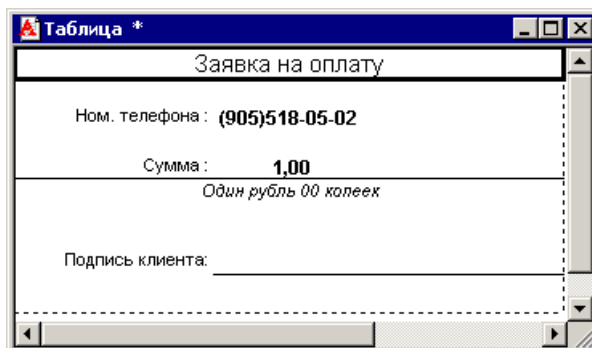 Таблица *
Заявка на оплату
Ном. телефона : (905)518-05-02
Сумма : 1,00
Один рубль 00 копеек
Подпись клиента: